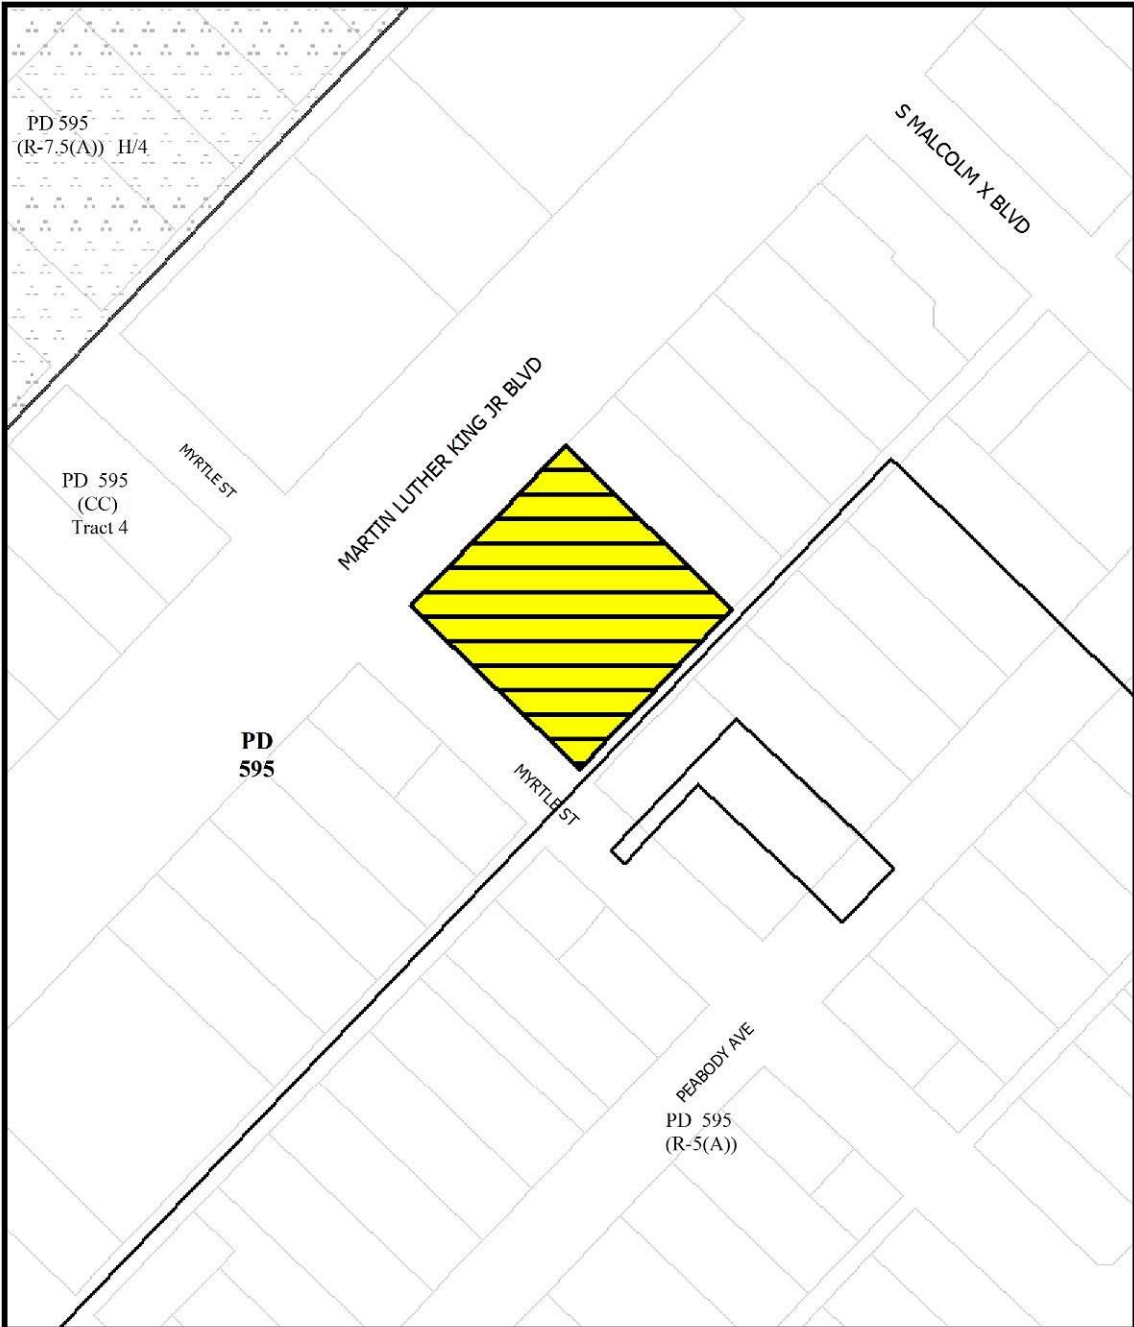 PD 595
(R-7.5(A)) H/4
S MALCOLM X BLVD
MARTIN LUTHER KING JR BLVD
MYRTLE ST
PD 595
(CC)
Tract 4
PD
595
MYRTLE ST
PEABODY AVE
PD 595
(R-5(A))